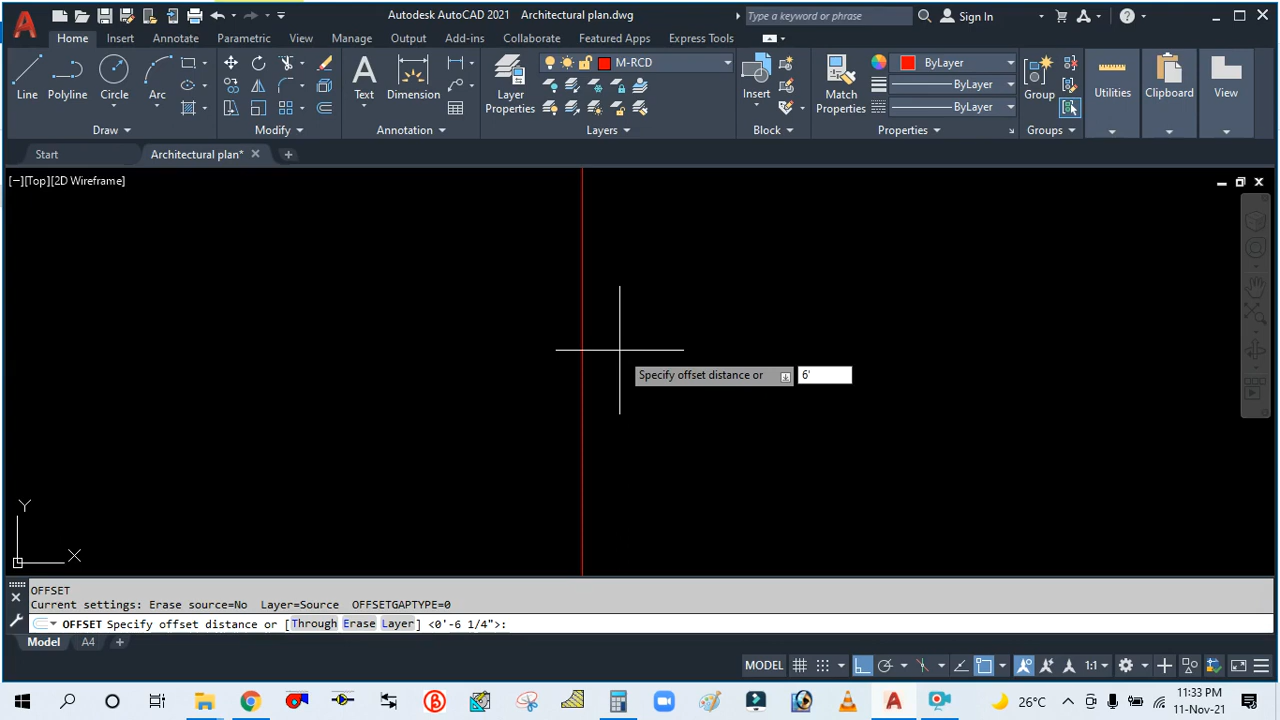 Autodesk AutoCAD 2021 Architectural plan.dwg
Type a keyword or phrase
Sign In
Home Insert Annotate Parametric View Manage Output Add-ins Collaborate Featured Apps Express Tools
M-RCD
ByLayer
ByLayer
ByLayer
Line Polyline Circle Arc
Text Dimension
Layer Properties
Insert
Match Properties
Group
Utilities
Clipboard
View
Draw
Modify
Annotation
Layers
Block
Properties
Groups
Start
Architectural plan*
[−][Top][2D Wireframe]
Specify offset distance or
6'
Y
X
OFFSET
Current settings: Erase source=No Layer=Source OFFSETGAPTYPE=0
OFFSET Specify offset distance or [Through Erase Layer] <0'-6 1/4">:
Model A4
MODEL
1:1
26°C
11:33 PM
11-Nov-21